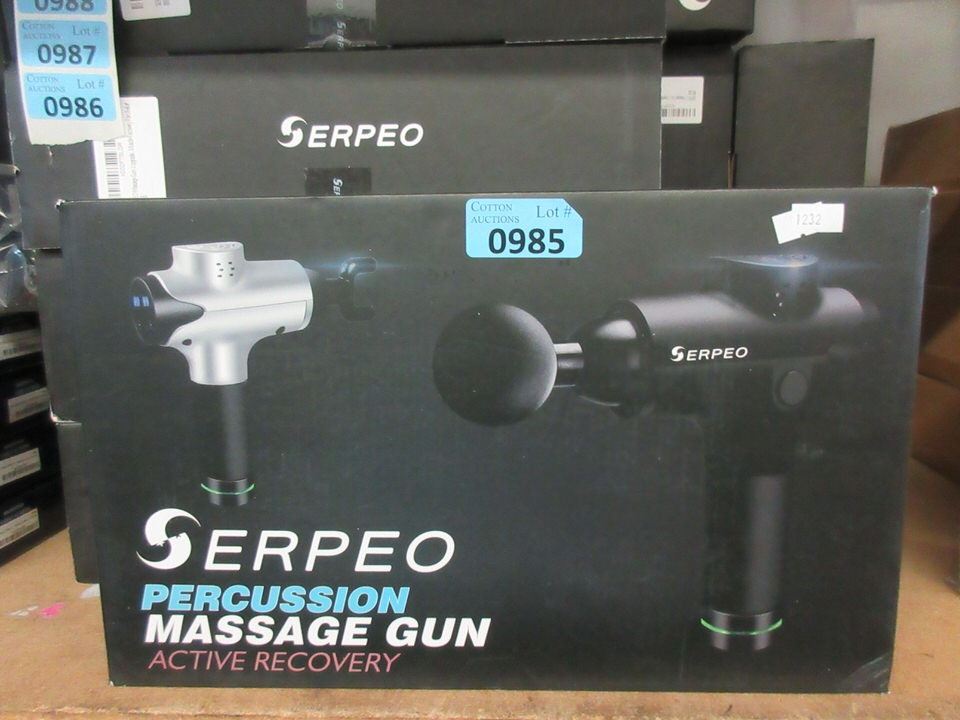 0988
COTTON AUCTIONS Lot #
0987
COTTON AUCTIONS Lot #
0986
SERPEO
COTTON AUCTIONS Lot #
0985
1232
SERPEO
SERPEO
PERCUSSION
MASSAGE GUN
ACTIVE RECOVERY